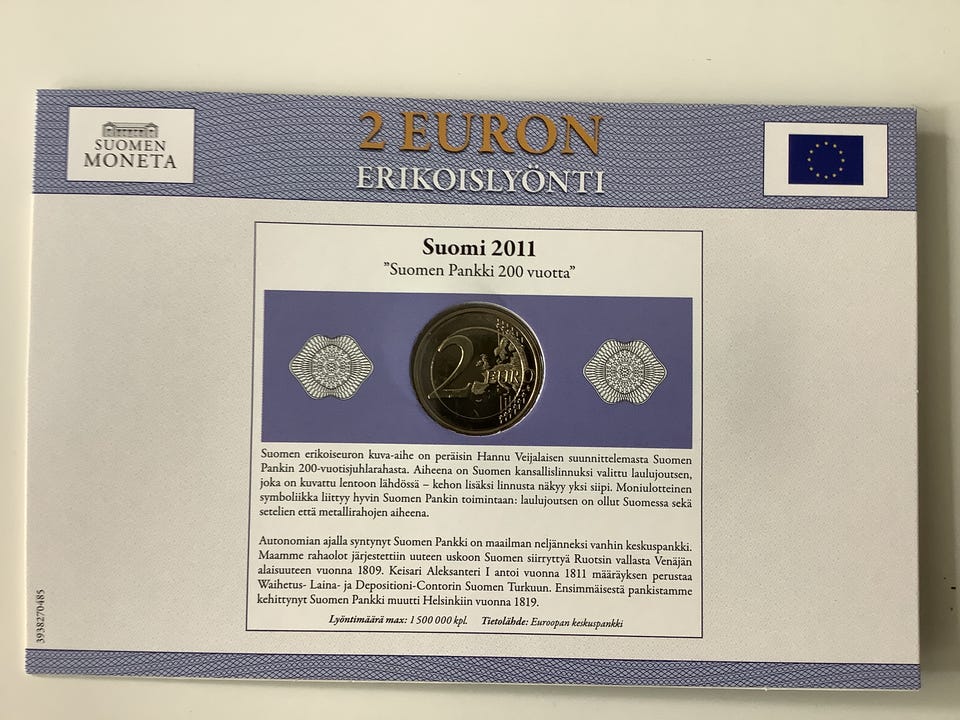 SUOMEN
MONETA
2 EURON
ERIKOISLYÖNTI
Suomi 2011
”Suomen Pankki 200 vuotta”
2 EURO
Suomen erikoiseuron kuva-aihe on peräisin Hannu Veijalaisen suunnittelemasta Suomen
Pankin 200-vuotisjuhlarahasta. Aiheena on Suomen kansallislinnuksi valittu laulujoutsen,
joka on kuvattu lentoon lähdössä – kehon lisäksi linnusta näkyy yksi siipi. Moniulotteinen
symboliikka liittyy hyvin Suomen Pankin toimintaan: laulujoutsen on ollut Suomessa sekä
setelien että metallirahojen aiheena.
Autonomian ajalla syntynyt Suomen Pankki on maailman neljänneksi vanhin keskuspankki.
Maamme rahaolot järjestettiin uuteen uskoon Suomen siirryttyä Ruotsin vallasta Venäjän
alaisuuteen vuonna 1809. Keisari Aleksanteri I antoi vuonna 1811 määräyksen perustaa
Waihetus- Laina- ja Depositioni-Contorin Suomen Turkuun. Ensimmäisestä pankistamme
kehittynyt Suomen Pankki muutti Helsinkiin vuonna 1819.
Lyöntimäärä max: 1 500 000 kpl. Tietolähde: Euroopan keskuspankki
3938270485